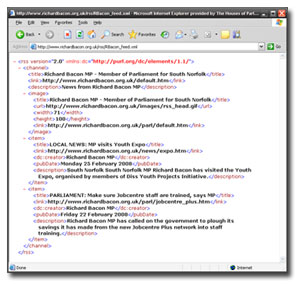 http://www.richardbacon.org.uk/rss/RBacon_feed.xml - Microsoft Internet Explorer provided by The Houses of Parl...
File Edit View Favorites Tools Help
Back Search Favorites
Address http://www.richardbacon.org.uk/rss/RBacon_feed.xml Go
- <rss version="2.0" xmlns:dc="http://purl.org/dc/elements/1.1/">
- <channel>
<title>Richard Bacon MP - Member of Parliament for South Norfolk</title>
<link>http://www.richardbacon.org.uk/default.htm</link>
<description>News from Richard Bacon MP</description>
- <image>
<title>Richard Bacon MP - Member of Parliament for South Norfolk</title>
<url>http://www.richardbacon.org.uk/images/rss_head.gif</url>
<width>71</width>
<height>100</height>
<link>http://www.richardbacon.org.uk/parl/default.htm</link>
</image>
- <item>
<title>LOCAL NEWS: MP visits Youth Expo</title>
<link>http://www.richardbacon.org.uk/news/expo.htm</link>
<dc:creator>Richard Bacon MP</dc:creator>
<pubDate>Monday 25 February 2008</pubDate>
<description>South Norfolk South Norfolk MP Richard Bacon has visited the Youth
Expo, organised by members of Diss Youth Projects Initiative.</description>
</item>
- <item>
<title>PARLIAMENT: Make sure Jobcentre staff are trained, says MP</title>
<link>http://www.richardbacon.org.uk/parl/jobcentre_plus.htm</link>
<dc:creator>Richard Bacon MP</dc:creator>
<pubDate>Friday 22 February 2008</pubDate>
<description>Richard Bacon MP has called on the government to plough its
savings it has made from the new Jobcentre Plus network into staff
training.</description>
</item>
</channel>
</rss>
Done Internet